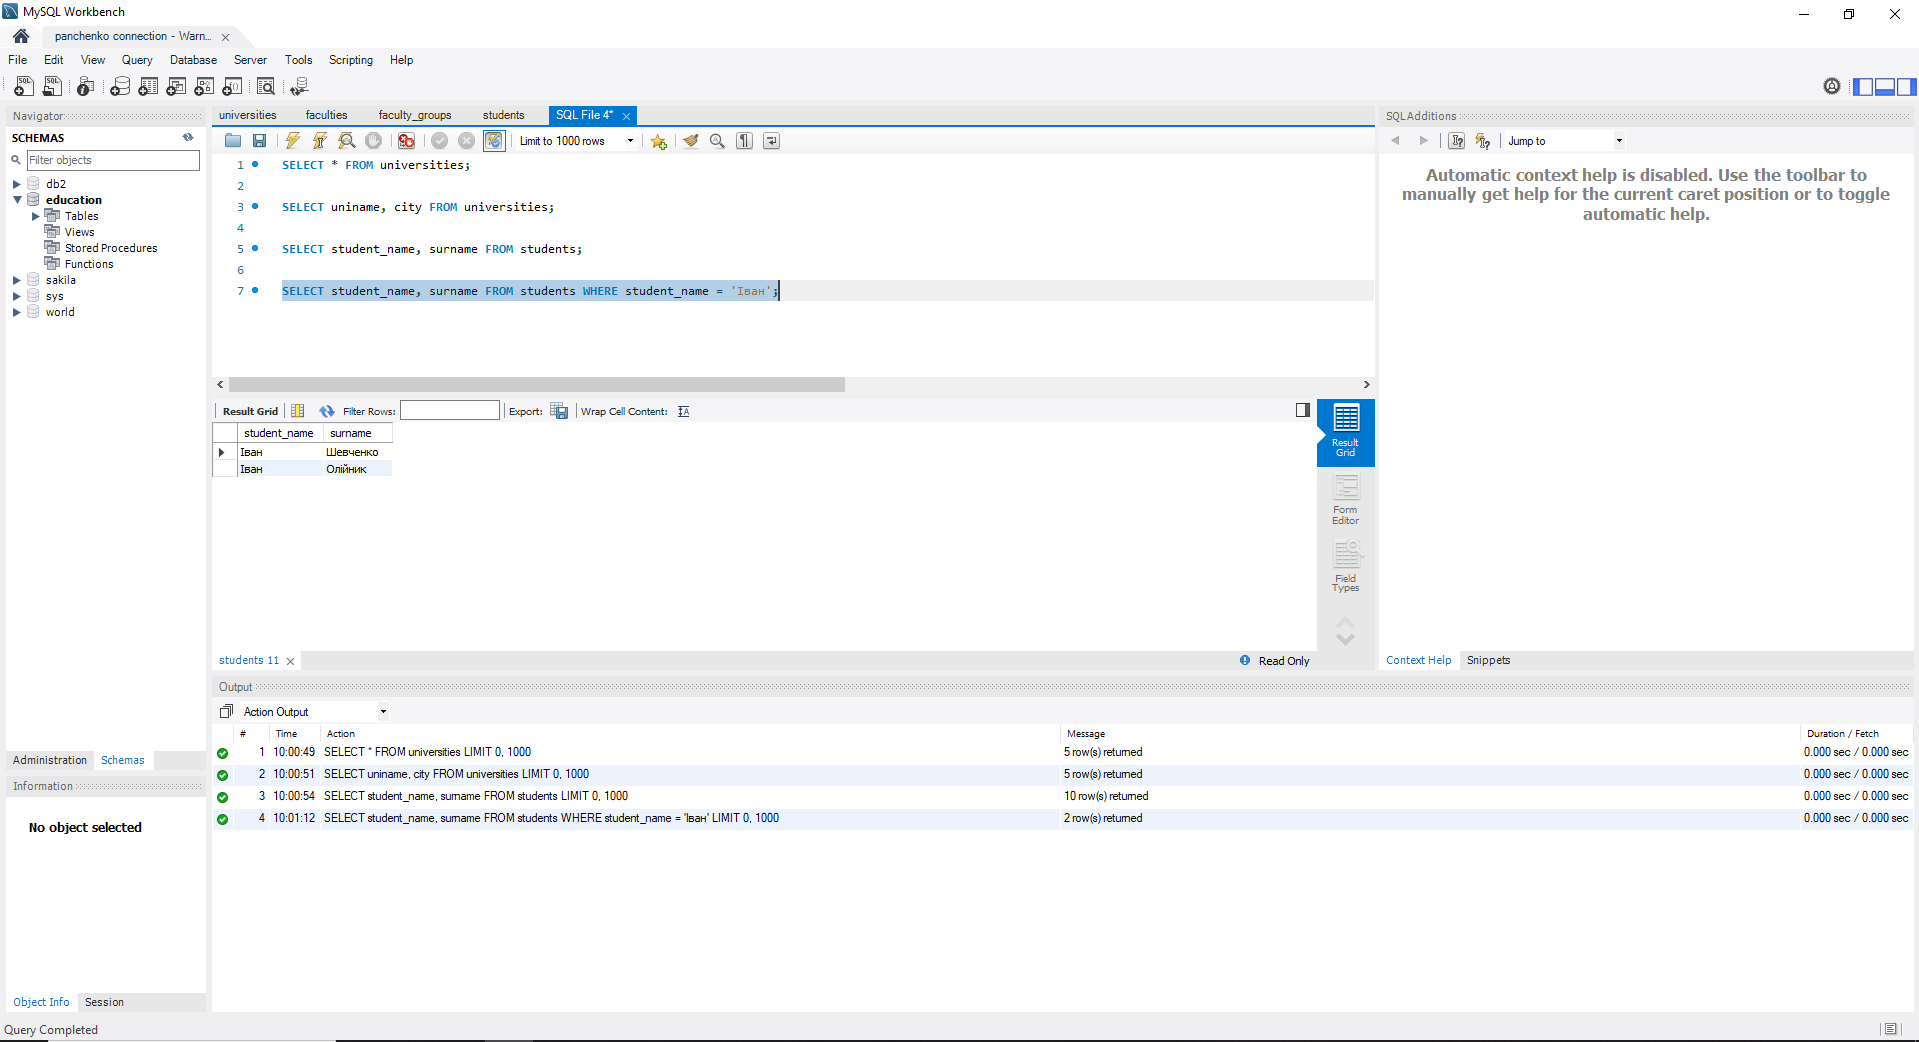 MySQL Workbench
panchenko connection - Warn...
File Edit View Query Database Server Tools Scripting Help
Navigator
SCHEMAS
Filter objects
db2
education
Tables
Views
Stored Procedures
Functions
sakila
sys
world
Administration Schemas
Information
No object selected
Object Info Session
universities faculties faculty_groups students SQL File 4*
Limit to 1000 rows
1 SELECT * FROM universities;
2
3 SELECT uniname, city FROM universities;
4
5 SELECT student_name, surname FROM students;
6
7 SELECT student_name, surname FROM students WHERE student_name = 'Іван';
Result Grid Filter Rows: Export: Wrap Cell Content:
student_name surname
Іван Шевченко
Іван Олійник
Result
Grid
Form
Editor
Field
Types
students 11 Read Only
SQLAdditions
Jump to
Automatic context help is disabled. Use the toolbar to
manually get help for the current caret position or to toggle
automatic help.
Context Help Snippets
Output
Action Output
# Time Action Message Duration / Fetch
1 10:00:49 SELECT * FROM universities LIMIT 0, 1000 5 row(s) returned 0.000 sec / 0.000 sec
2 10:00:51 SELECT uniname, city FROM universities LIMIT 0, 1000 5 row(s) returned 0.000 sec / 0.000 sec
3 10:00:54 SELECT student_name, surname FROM students LIMIT 0, 1000 10 row(s) returned 0.000 sec / 0.000 sec
4 10:01:12 SELECT student_name, surname FROM students WHERE student_name = 'Іван' LIMIT 0, 1000 2 row(s) returned 0.000 sec / 0.000 sec
Query Completed